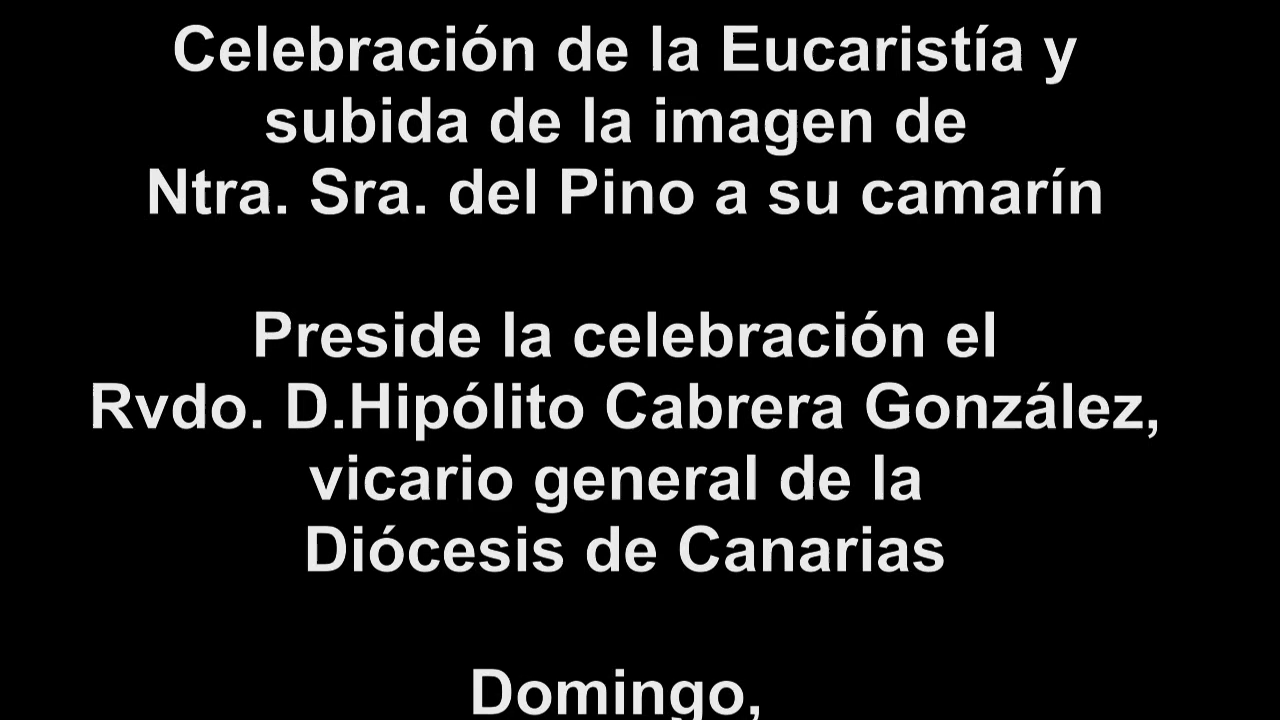 Celebración de la Eucaristía y
subida de la imagen de
Ntra. Sra. del Pino a su camarín
Preside la celebración el
Rvdo. D.Hipólito Cabrera González,
vicario general de la
Diócesis de Canarias
Domingo,